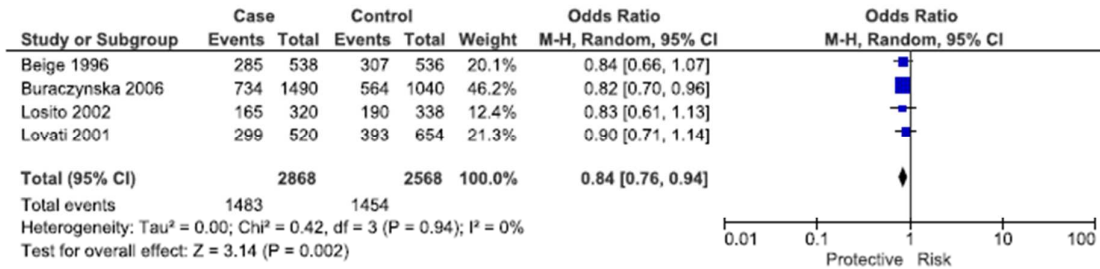 Case Control Odds Ratio Odds Ratio
Study or Subgroup Events Total Events Total Weight M-H, Random, 95% CI M-H, Random, 95% CI
Beige 1996 285 538 307 536 20.1% 0.84 [0.66, 1.07]
Buraczynska 2006 734 1490 564 1040 46.2% 0.82 [0.70, 0.96]
Losito 2002 165 320 190 338 12.4% 0.83 [0.61, 1.13]
Lovati 2001 299 520 393 654 21.3% 0.90 [0.71, 1.14]
Total (95% CI) 2868 2568 100.0% 0.84 [0.76, 0.94]
Total events 1483 1454
Heterogeneity: Tau² = 0.00; Chi² = 0.42, df = 3 (P = 0.94); I² = 0%
Test for overall effect: Z = 3.14 (P = 0.002)
0.01 0.1 1 10 100
Protective Risk